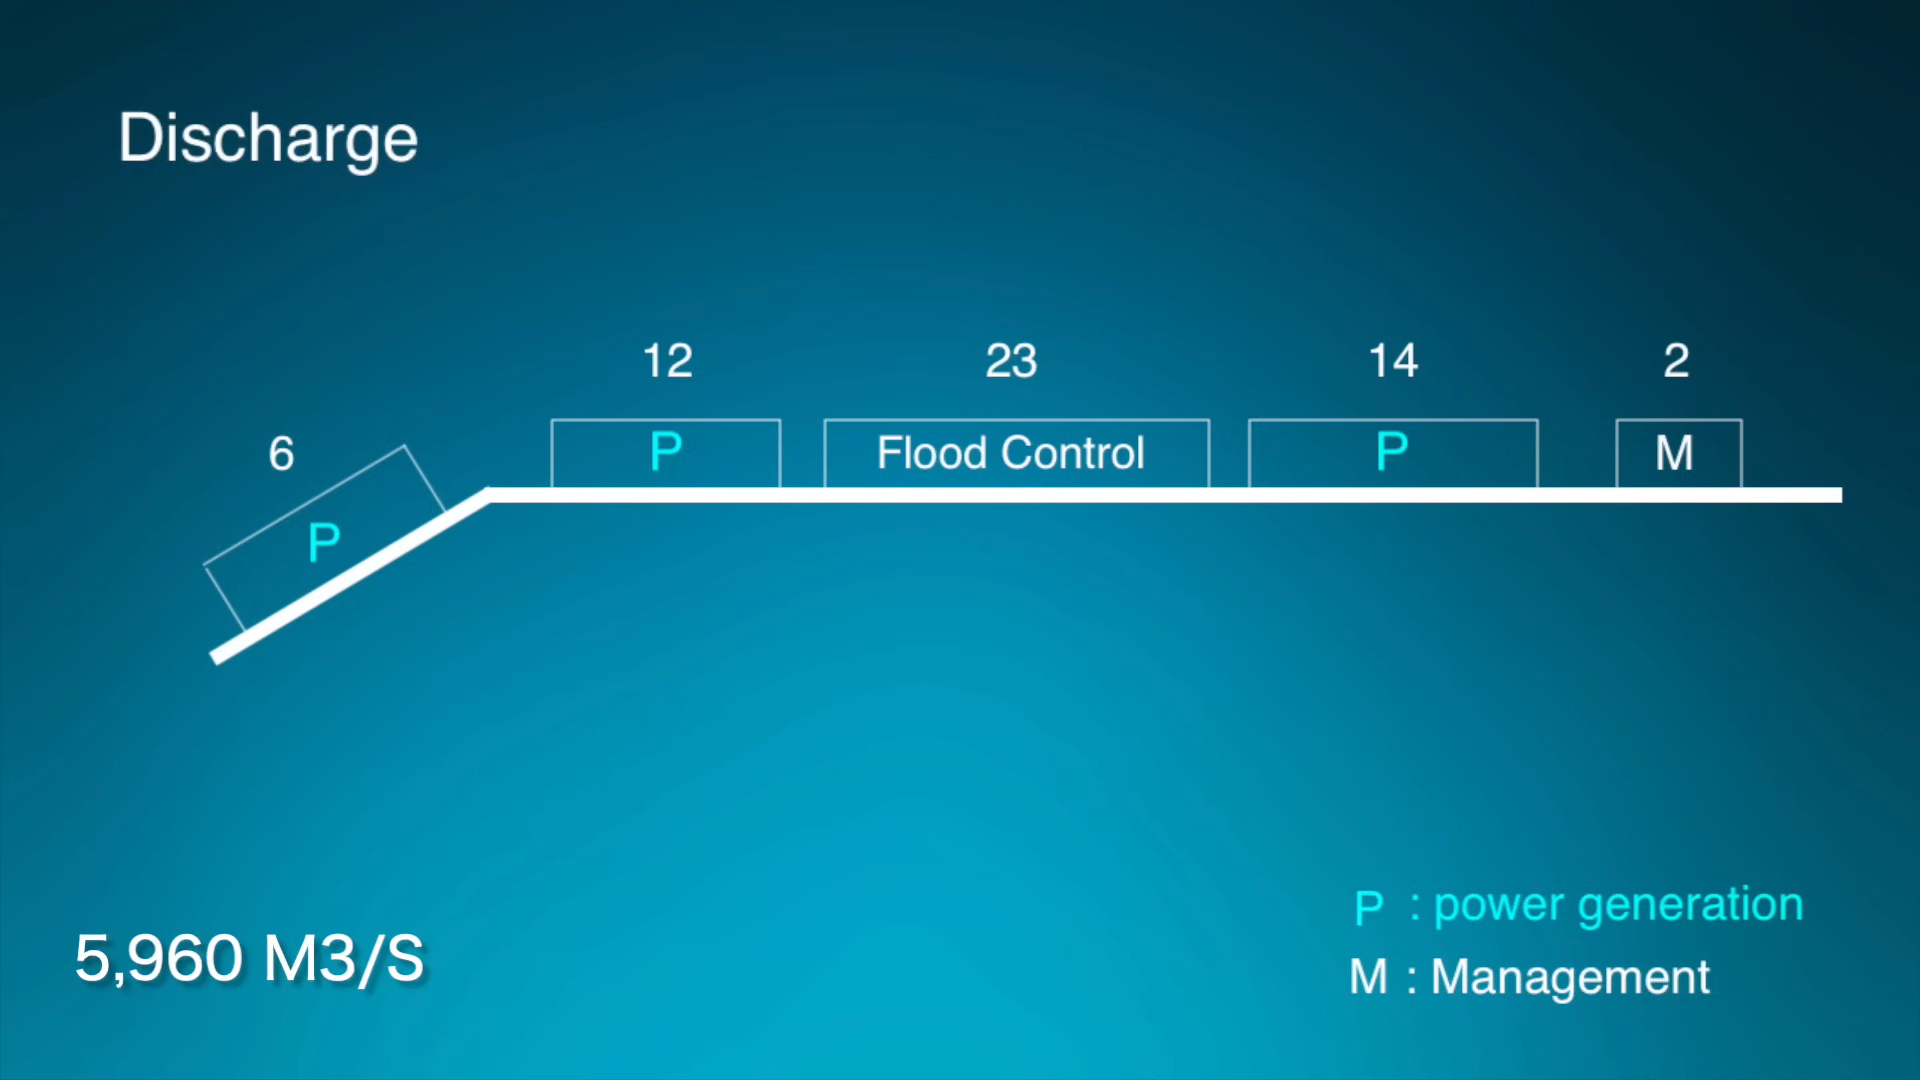 Discharge
12
23
14
2
6
P
Flood Control
P
M
P
P : power generation
5,960 M3/S
M : Management